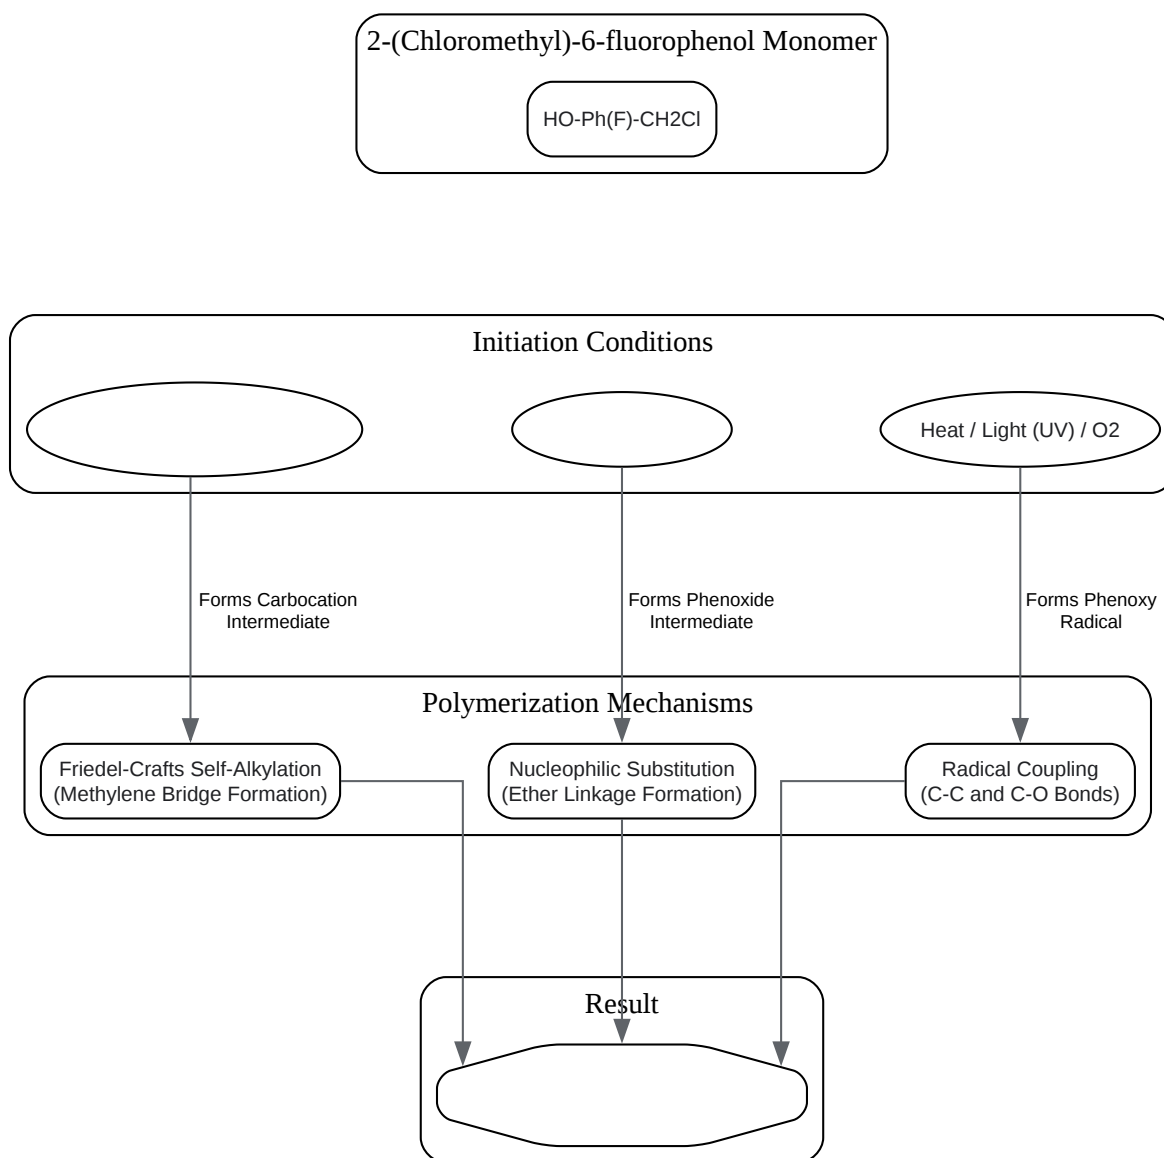 2-(Chloromethyl)-6-fluorophenol Monomer
HO-Ph(F)-CH2Cl
Initiation Conditions
Heat / Light (UV) / O2
Forms Carbocation
Intermediate
Forms Phenoxide
Intermediate
Forms Phenoxy
Radical
Polymerization Mechanisms
Friedel-Crafts Self-Alkylation
(Methylene Bridge Formation)
Nucleophilic Substitution
(Ether Linkage Formation)
Radical Coupling
(C-C and C-O Bonds)
Result